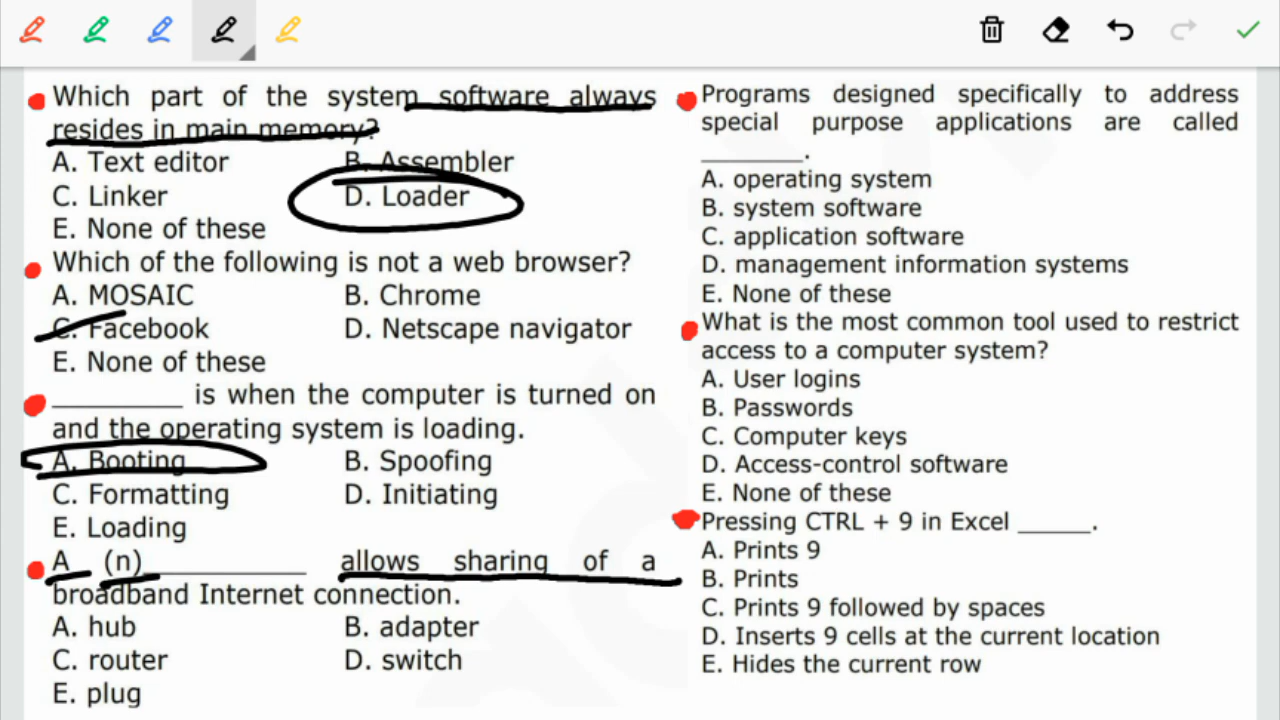 Which part of the system software always
resides in main memory?
A. Text editor B. Assembler
C. Linker D. Loader
E. None of these
Which of the following is not a web browser?
A. MOSAIC B. Chrome
C. Facebook D. Netscape navigator
E. None of these
_________ is when the computer is turned on
and the operating system is loading.
A. Booting B. Spoofing
C. Formatting D. Initiating
E. Loading
A (n)___________ allows sharing of a
broadband Internet connection.
A. hub B. adapter
C. router D. switch
E. plug
Programs designed specifically to address
special purpose applications are called
_______.
A. operating system
B. system software
C. application software
D. management information systems
E. None of these
What is the most common tool used to restrict
access to a computer system?
A. User logins
B. Passwords
C. Computer keys
D. Access-control software
E. None of these
Pressing CTRL + 9 in Excel _____.
A. Prints 9
B. Prints
C. Prints 9 followed by spaces
D. Inserts 9 cells at the current location
E. Hides the current row